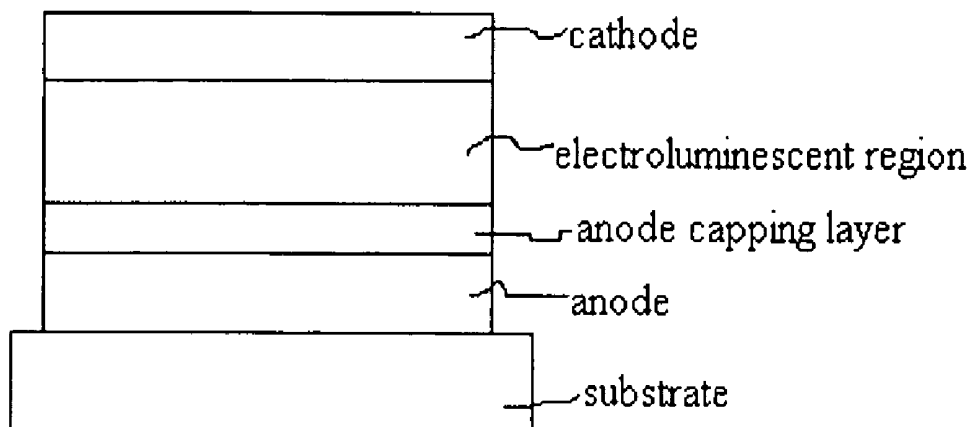 cathode
electroluminescent region
anode capping layer
anode
substrate